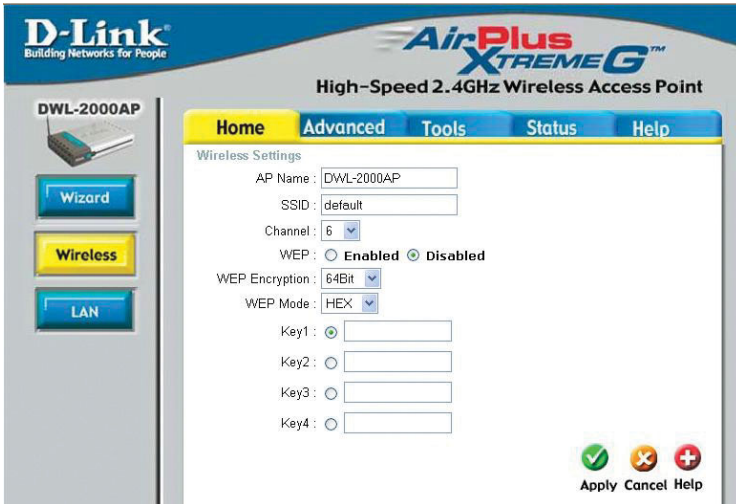 D-Link
Building Networks for People
AirPlus
XTREME G™
High-Speed 2.4GHz Wireless Access Point
DWL-2000AP
Home Advanced Tools Status Help
Wizard
Wireless
LAN
Wireless Settings
AP Name : DWL-2000AP
SSID : default
Channel : 6
WEP : Enabled Disabled
WEP Encryption : 64Bit
WEP Mode : HEX
Key1 :
Key2 :
Key3 :
Key4 :
Apply Cancel Help